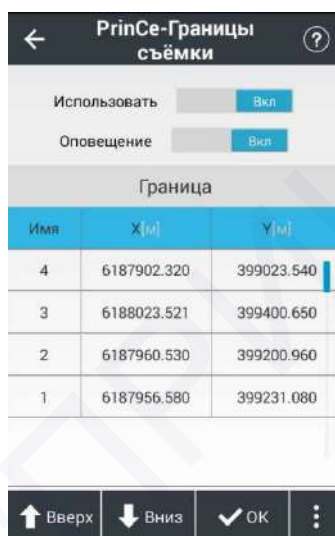 PrinCe-Границы
съёмки
Использовать Вкл
Оповещение Вкл
Граница
Имя X[м] Y[м]
4 6187902.320 399023.540
3 6188023.521 399400.650
2 6187960.530 399200.960
1 6187956.580 399231.080
Вверх Вниз ОК